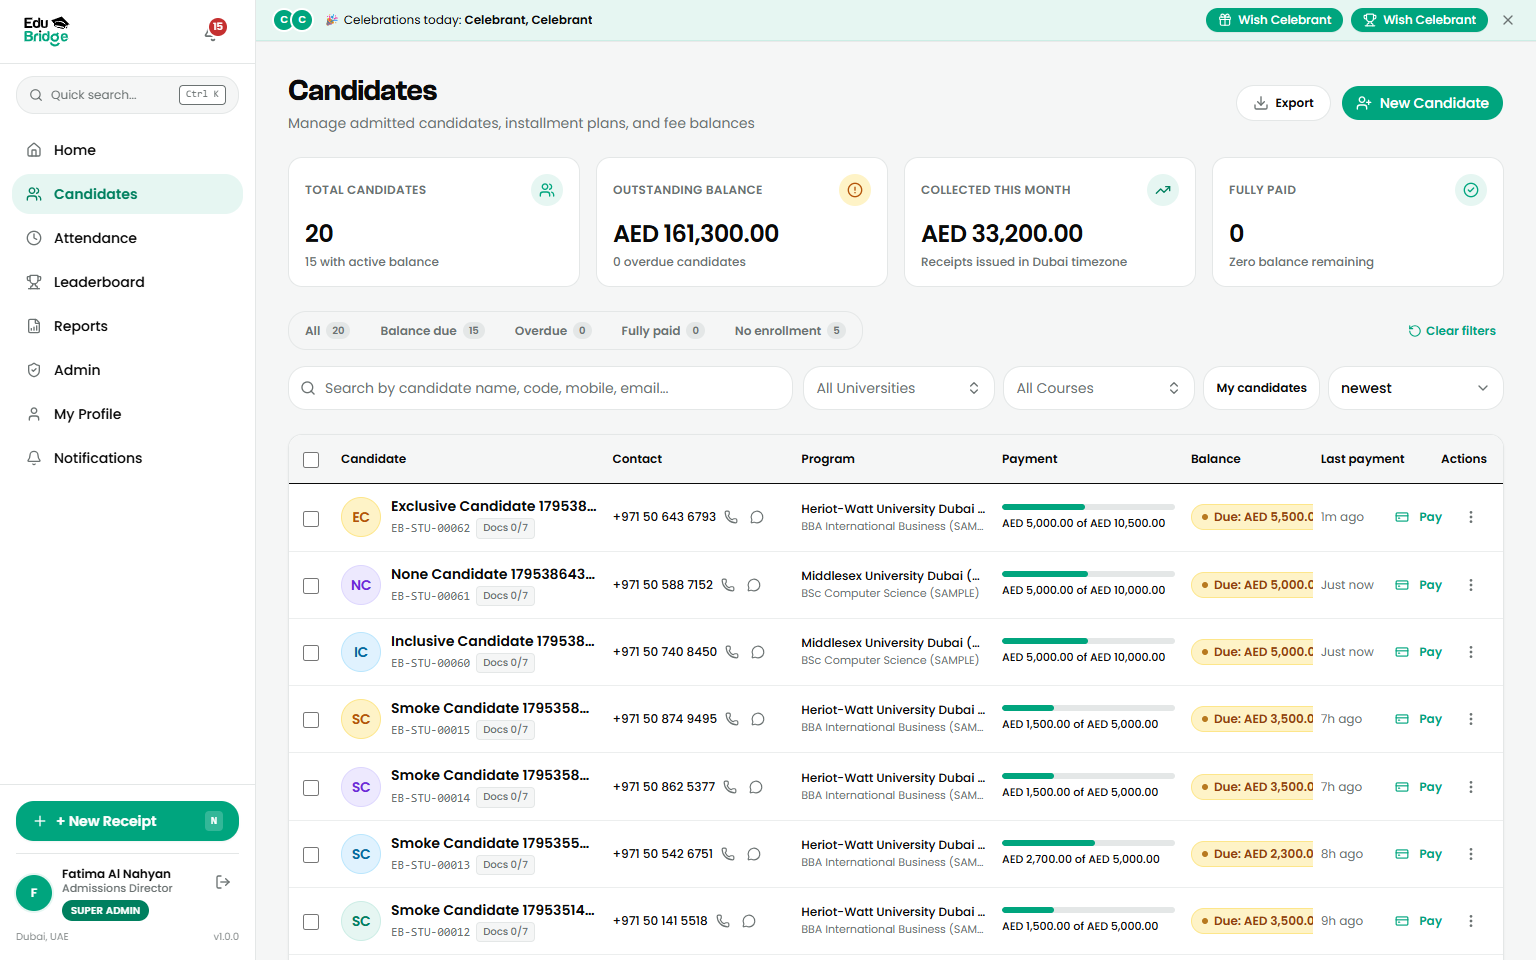 Edu
Bridge
15
Quick search...
Ctrl K
Home
Candidates
Attendance
Leaderboard
Reports
Admin
My Profile
Notifications
+ New Receipt
N
F
Fatima Al Nahyan
Admissions Director
SUPER ADMIN
Dubai, UAE
v1.0.0
C C
🎉 Celebrations today: Celebrant, Celebrant
Wish Celebrant
Wish Celebrant
Candidates
Manage admitted candidates, installment plans, and fee balances
Export
New Candidate
TOTAL CANDIDATES
20
15 with active balance
OUTSTANDING BALANCE
AED 161,300.00
0 overdue candidates
COLLECTED THIS MONTH
AED 33,200.00
Receipts issued in Dubai timezone
FULLY PAID
0
Zero balance remaining
All 20
Balance due 15
Overdue 0
Fully paid 0
No enrollment 5
Clear filters
Search by candidate name, code, mobile, email...
All Universities
All Courses
My candidates
newest
Candidate Contact Program Payment Balance Last payment Actions
EC
Exclusive Candidate 179538...
EB-STU-00062 Docs 0/7
+971 50 643 6793
Heriot-Watt University Dubai ...
BBA International Business (SAM...
AED 5,000.00 of AED 10,500.00
Due: AED 5,500.0
1m ago
Pay
NC
None Candidate 179538643...
EB-STU-00061 Docs 0/7
+971 50 588 7152
Middlesex University Dubai (...
BSc Computer Science (SAMPLE)
AED 5,000.00 of AED 10,000.00
Due: AED 5,000.0
Just now
Pay
IC
Inclusive Candidate 179538...
EB-STU-00060 Docs 0/7
+971 50 740 8450
Middlesex University Dubai (...
BSc Computer Science (SAMPLE)
AED 5,000.00 of AED 10,000.00
Due: AED 5,000.0
Just now
Pay
SC
Smoke Candidate 1795358...
EB-STU-00015 Docs 0/7
+971 50 874 9495
Heriot-Watt University Dubai ...
BBA International Business (SAM...
AED 1,500.00 of AED 5,000.00
Due: AED 3,500.0
7h ago
Pay
SC
Smoke Candidate 1795358...
EB-STU-00014 Docs 0/7
+971 50 862 5377
Heriot-Watt University Dubai ...
BBA International Business (SAM...
AED 1,500.00 of AED 5,000.00
Due: AED 3,500.0
7h ago
Pay
SC
Smoke Candidate 1795355...
EB-STU-00013 Docs 0/7
+971 50 542 6751
Heriot-Watt University Dubai ...
BBA International Business (SAM...
AED 2,700.00 of AED 5,000.00
Due: AED 2,300.0
8h ago
Pay
SC
Smoke Candidate 17953514...
EB-STU-00012 Docs 0/7
+971 50 141 5518
Heriot-Watt University Dubai ...
BBA International Business (SAM...
AED 1,500.00 of AED 5,000.00
Due: AED 3,500.0
9h ago
Pay